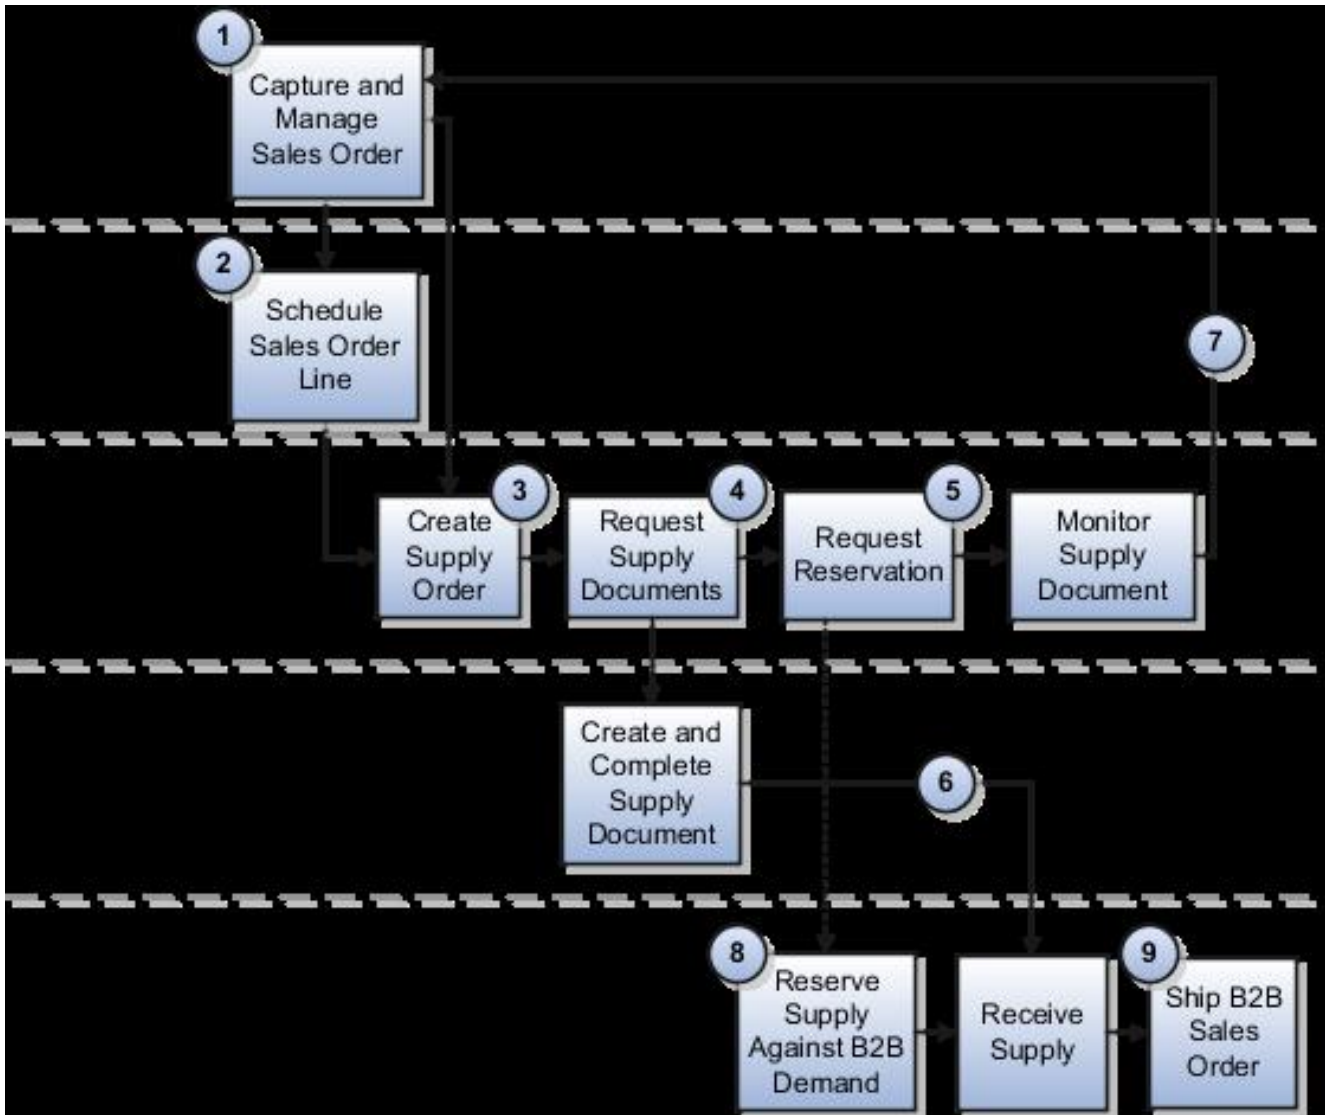 1
Capture and
Manage
Sales Order
2
Schedule
Sales Order
Line
7
3
Create
Supply
Order
4
Request
Supply
Documents
5
Request
Reservation
Monitor
Supply
Document
Create and
Complete
Supply
Document
6
8
Reserve
Supply
Against B2B
Demand
Receive
Supply
9
Ship B2B
Sales
Order